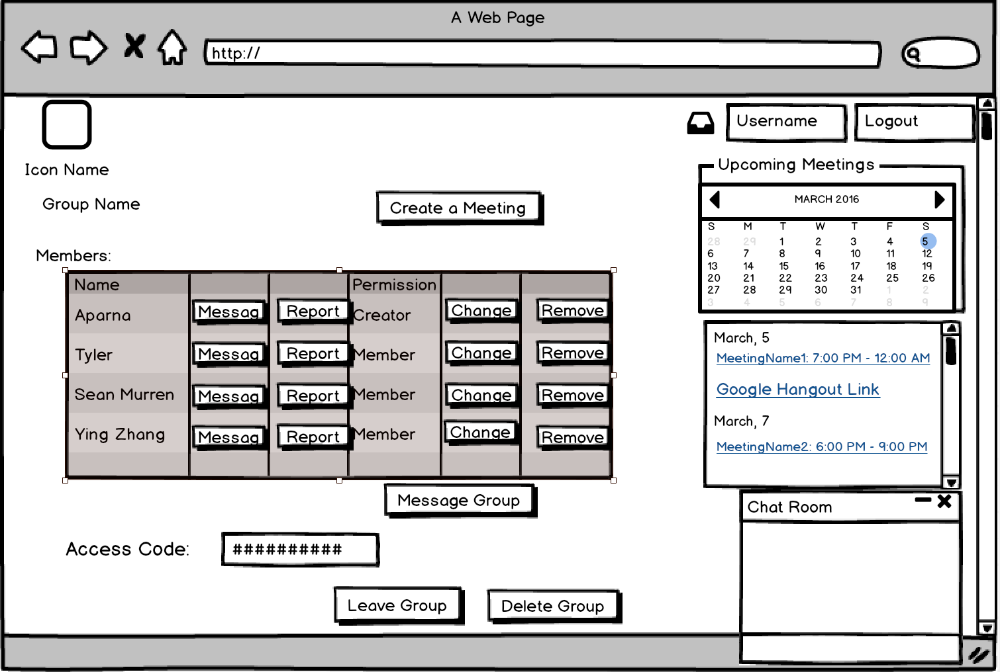 A Web Page
http://
Username
Logout
Icon Name
Group Name
Create a Meeting
Upcoming Meetings
MARCH 2016
S M T W T F S
28 29 1 2 3 4 5
6 7 8 9 10 11 12
13 14 15 16 17 18 19
20 21 22 23 24 25 26
27 28 29 30 31 1 2
3 4 5 6 7 8 9
Members:
Name Permission
Aparna Messag Report Creator Change Remove
Tyler Messag Report Member Change Remove
Sean Murren Messag Report Member Change Remove
Ying Zhang Messag Report Member Change Remove
March, 5
MeetingName1: 7:00 PM - 12:00 AM
Google Hangout Link
March, 7
MeetingName2: 6:00 PM - 9:00 PM
Message Group
Chat Room
Access Code: ##########
Leave Group
Delete Group